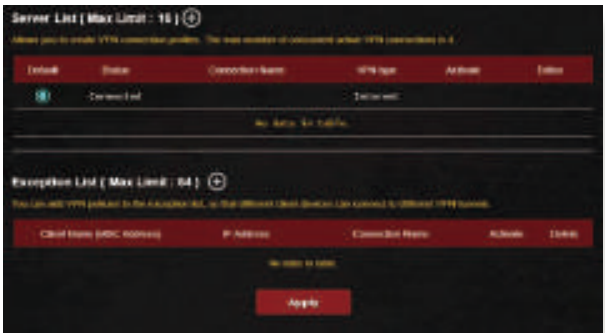 Server List ( Max Limit : 16 )
Allows you to create VPN connection profiles. The max number of concurrent active VPN connections is 4
Default Status Connection Name VPN type Activate Editor
Connected Internet
No data in table.
Exception List ( Max Limit : 64 )
You can add VPN policies to the exception list, so that different client devices can connect to different VPN tunnels.
Client Name (MAC Address) IP Address Connection Name Activate Delete
No data in table.
Apply